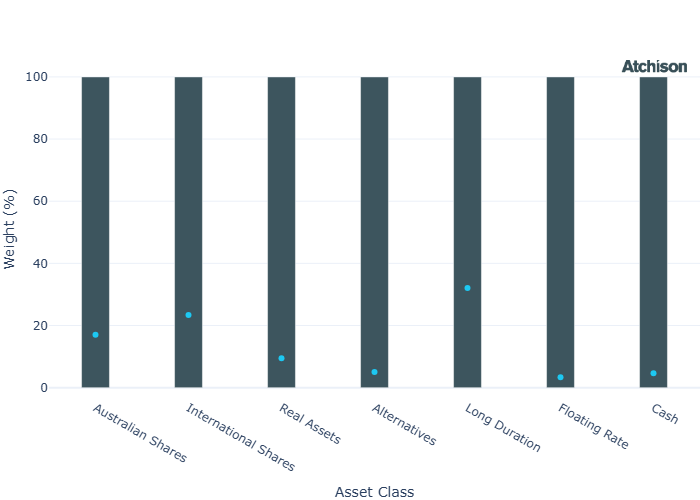 Atchison
100
80
60
40
20
0
Weight (%)
Australian Shares
International Shares
Real Assets
Alternatives
Long Duration
Floating Rate
Cash
Asset Class